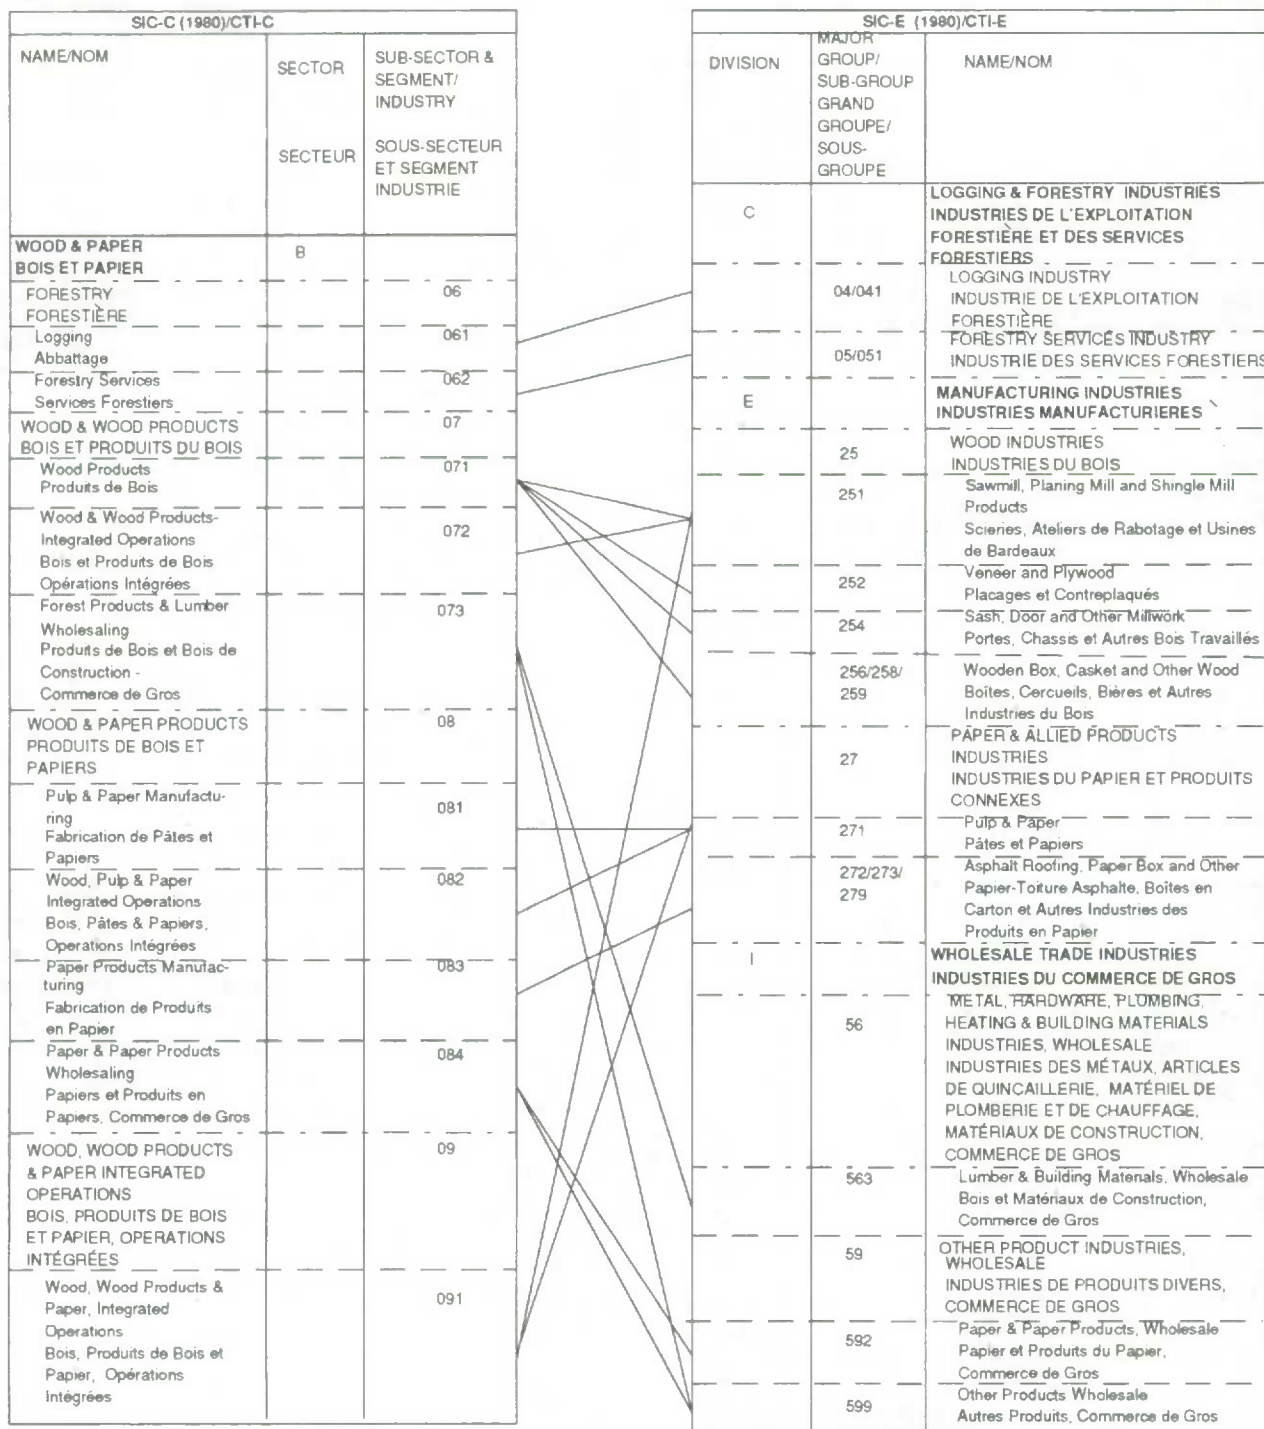 SIC-C (1980)/CTI-C
NAME/NOM
SECTOR
SECTEUR
SUB-SECTOR &
SEGMENT/
INDUSTRY
SOUS-SECTEUR
ET SEGMENT
INDUSTRIE
WOOD & PAPER
BOIS ET PAPIER
B
FORESTRY
FORESTIÈRE
06
Logging
Abbattage
061
Forestry Services
Services Forestiers
062
WOOD & WOOD PRODUCTS
BOIS ET PRODUITS DU BOIS
07
Wood Products
Produits de Bois
071
Wood & Wood Products-
Integrated Operations
Bois et Produits de Bois
Opérations Intégrées
072
Forest Products & Lumber
Wholesaling
Produits de Bois et Bois de
Construction -
Commerce de Gros
073
WOOD & PAPER PRODUCTS
PRODUITS DE BOIS ET
PAPIERS
08
Pulp & Paper Manufactu-
ring
Fabrication de Pâtes et
Papiers
081
Wood, Pulp & Paper
Integrated Operations
Bois, Pâtes & Papiers,
Operations Intégrées
082
Paper Products Manufac-
turing
Fabrication de Produits
en Papier
083
Paper & Paper Products
Wholesaling
Papiers et Produits en
Papiers, Commerce de Gros
084
WOOD, WOOD PRODUCTS
& PAPER INTEGRATED
OPERATIONS
BOIS, PRODUITS DE BOIS
ET PAPIER, OPERATIONS
INTÉGRÉES
09
Wood, Wood Products &
Paper, Integrated
Operations
Bois, Produits de Bois et
Papier, Opérations
Intégrées
091
SIC-E (1980)/CTI-E
DIVISION
MAJOR
GROUP/
SUB-GROUP
GRAND
GROUPE/
SOUS-
GROUPE
NAME/NOM
C
LOGGING & FORESTRY INDUSTRIES
INDUSTRIES DE L'EXPLOITATION
FORESTIÈRE ET DES SERVICES
FORESTIERS
04/041
LOGGING INDUSTRY
INDUSTRIE DE L'EXPLOITATION
FORESTIÈRE
05/051
FORESTRY SERVICES INDUSTRY
INDUSTRIE DES SERVICES FORESTIERS
E
MANUFACTURING INDUSTRIES
INDUSTRIES MANUFACTURIERES
25
WOOD INDUSTRIES
INDUSTRIES DU BOIS
251
Sawmill, Planing Mill and Shingle Mill
Products
Scieries, Ateliers de Rabotage et Usines
de Bardeaux
252
Veneer and Plywood
Placages et Contreplaqués
254
Sash, Door and Other Millwork
Portes, Chassis et Autres Bois Travaillés
256/258/
259
Wooden Box, Casket and Other Wood
Boîtes, Cercueils, Bières et Autres
Industries du Bois
27
PAPER & ALLIED PRODUCTS
INDUSTRIES
INDUSTRIES DU PAPIER ET PRODUITS
CONNEXES
271
Pulp & Paper
Pâtes et Papiers
272/273/
279
Asphalt Roofing, Paper Box and Other
Papier-Toiture Asphalte, Boîtes en
Carton et Autres Industries des
Produits en Papier
I
WHOLESALE TRADE INDUSTRIES
INDUSTRIES DU COMMERCE DE GROS
56
METAL, HARDWARE, PLUMBING,
HEATING & BUILDING MATERIALS
INDUSTRIES, WHOLESALE
INDUSTRIES DES MÉTAUX, ARTICLES
DE QUINCAILLERIE, MATÉRIEL DE
PLOMBERIE ET DE CHAUFFAGE,
MATÉRIAUX DE CONSTRUCTION,
COMMERCE DE GROS
563
Lumber & Building Materials, Wholesale
Bois et Matériaux de Construction,
Commerce de Gros
59
OTHER PRODUCT INDUSTRIES,
WHOLESALE
INDUSTRIES DE PRODUITS DIVERS,
COMMERCE DE GROS
592
Paper & Paper Products, Wholesale
Papier et Produits du Papier,
Commerce de Gros
599
Other Products Wholesale
Autres Produits, Commerce de Gros